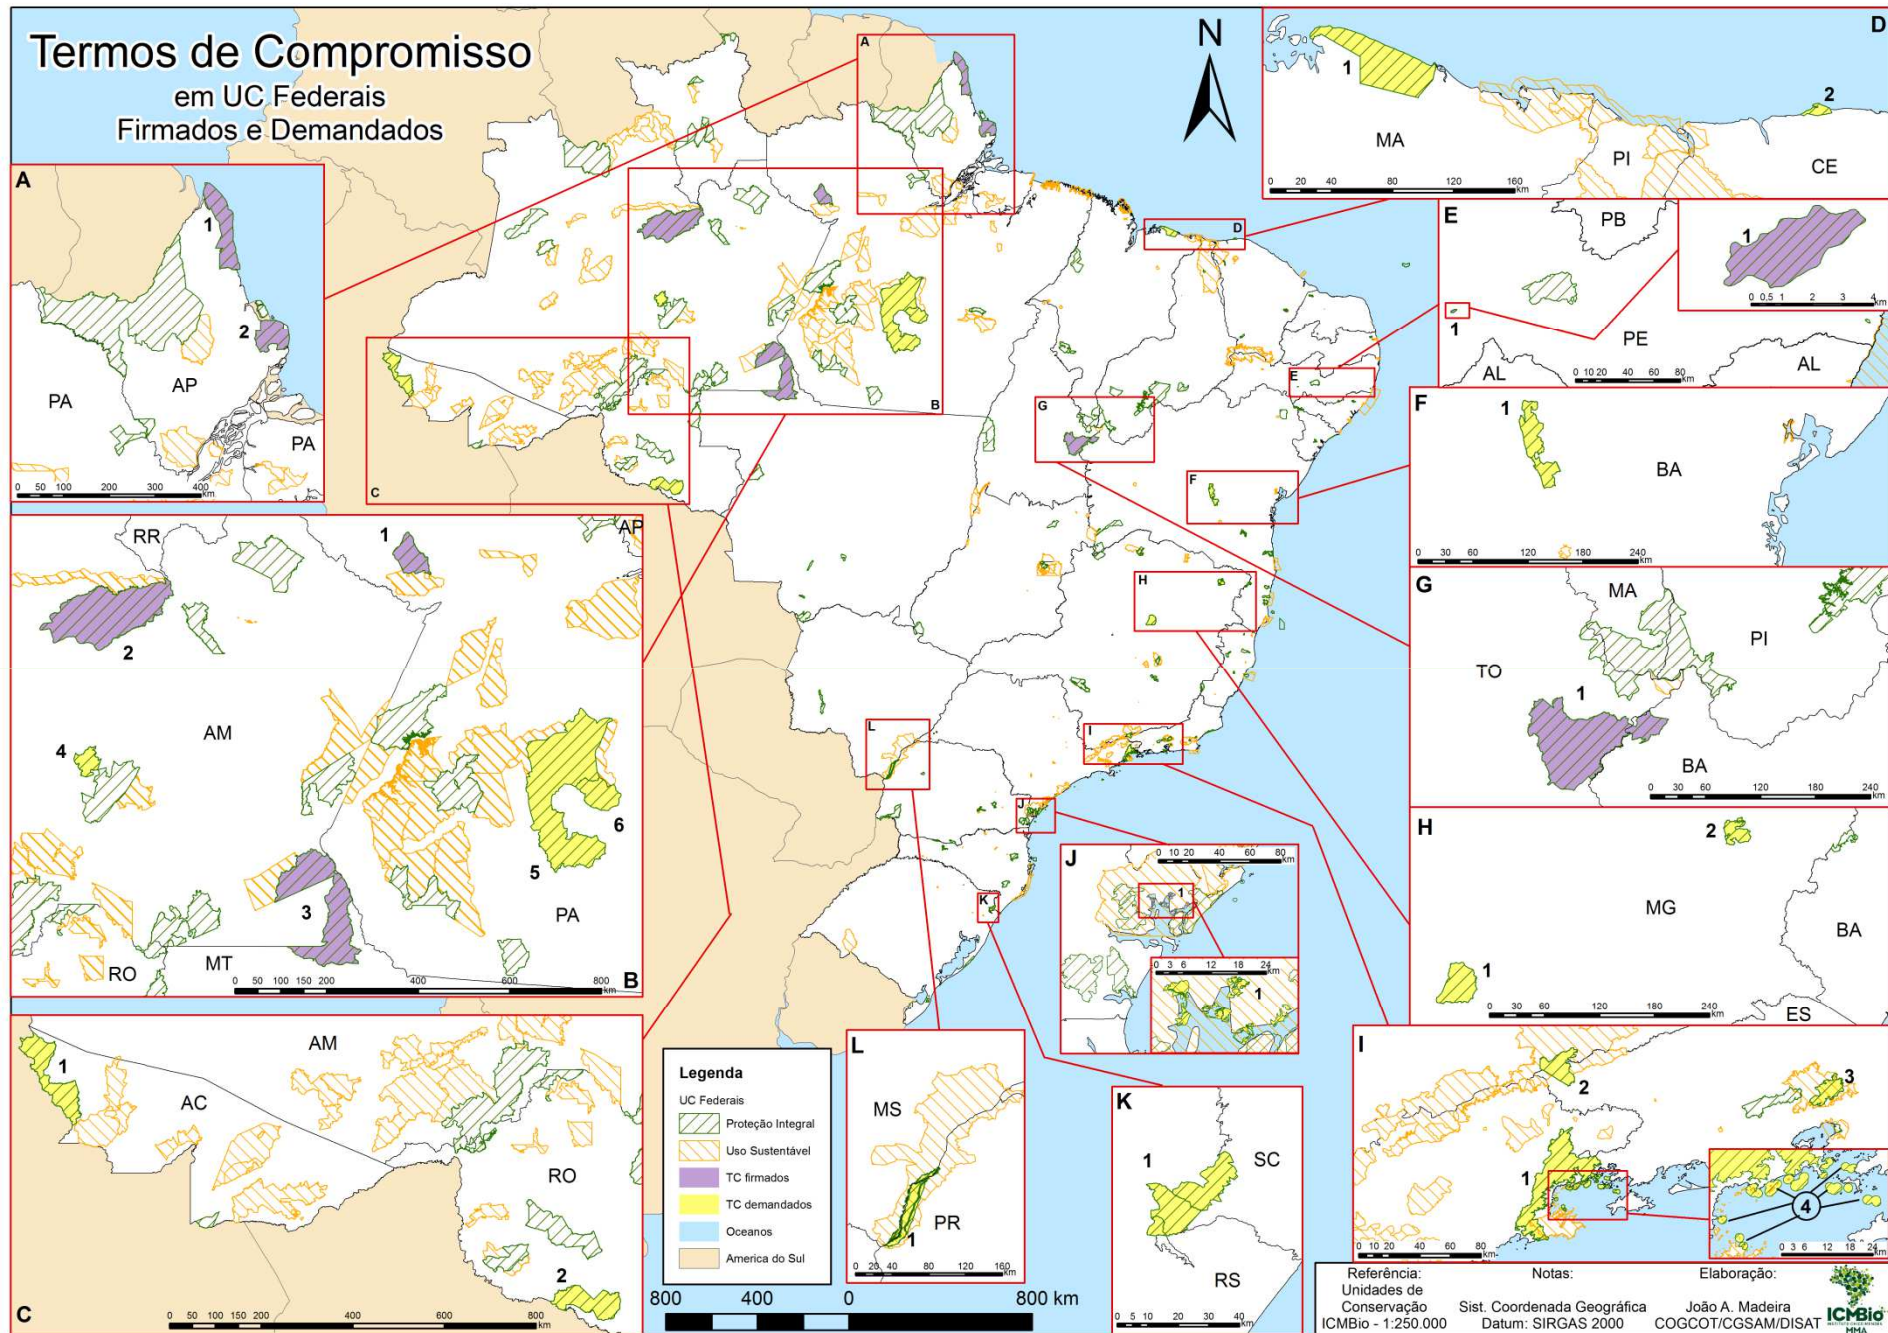 Termos de Compromisso
em UC Federais
Firmados e Demandados
N
A
B
C
D
E
F
G
H
I
J
K
L
A
1
2
PA
AP
PA
0 50 100 200 300 400 km
B
RR
AP
1
2
AM
4
3
6
5
PA
RO
MT
0 50 100 150 200 400 600 800 km
C
AM
1
AC
RO
2
0 50 100 150 200 400 600 800 km
D
1
2
MA
PI
CE
0 20 40 80 120 160 km
E
PB
1
0 0,5 1 2 3 4 km
1
PE
AL
AL
0 10 20 40 60 80 km
F
1
BA
0 30 60 120 180 240 km
G
MA
PI
TO
1
BA
0 30 60 120 180 240 km
H
2
MG
BA
1
ES
0 30 60 120 180 240 km
I
2
3
1
4
0 10 20 40 60 80 km
0 3 6 12 18 24 km
J
0 10 20 40 60 80 km
1
0 3 6 12 18 24 km
1
K
1
SC
RS
0 5 10 20 30 40 km
L
MS
PR
1
0 20 40 80 120 160 km
Legenda
UC Federais
Proteção Integral
Uso Sustentável
TC firmados
TC demandados
Oceanos
America do Sul
800 400 0 800 km
Referência:
Unidades de
Conservação
ICMBio - 1:250.000
Notas:
Sist. Coordenada Geográfica
Datum: SIRGAS 2000
Elaboração:
João A. Madeira
COGCOT/CGSAM/DISAT
ICMBio
MMA